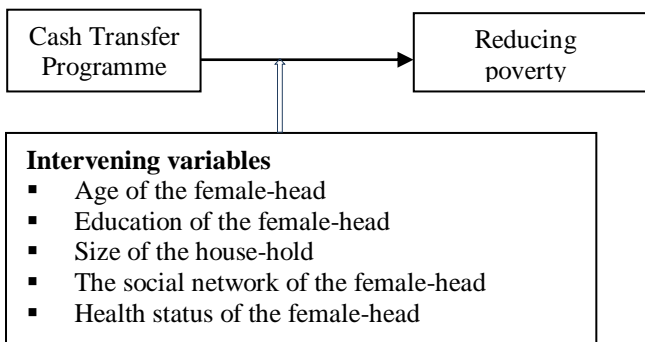 Cash Transfer
Programme
Reducing
poverty
Intervening variables
▪ Age of the female-head
▪ Education of the female-head
▪ Size of the house-hold
▪ The social network of the female-head
▪ Health status of the female-head